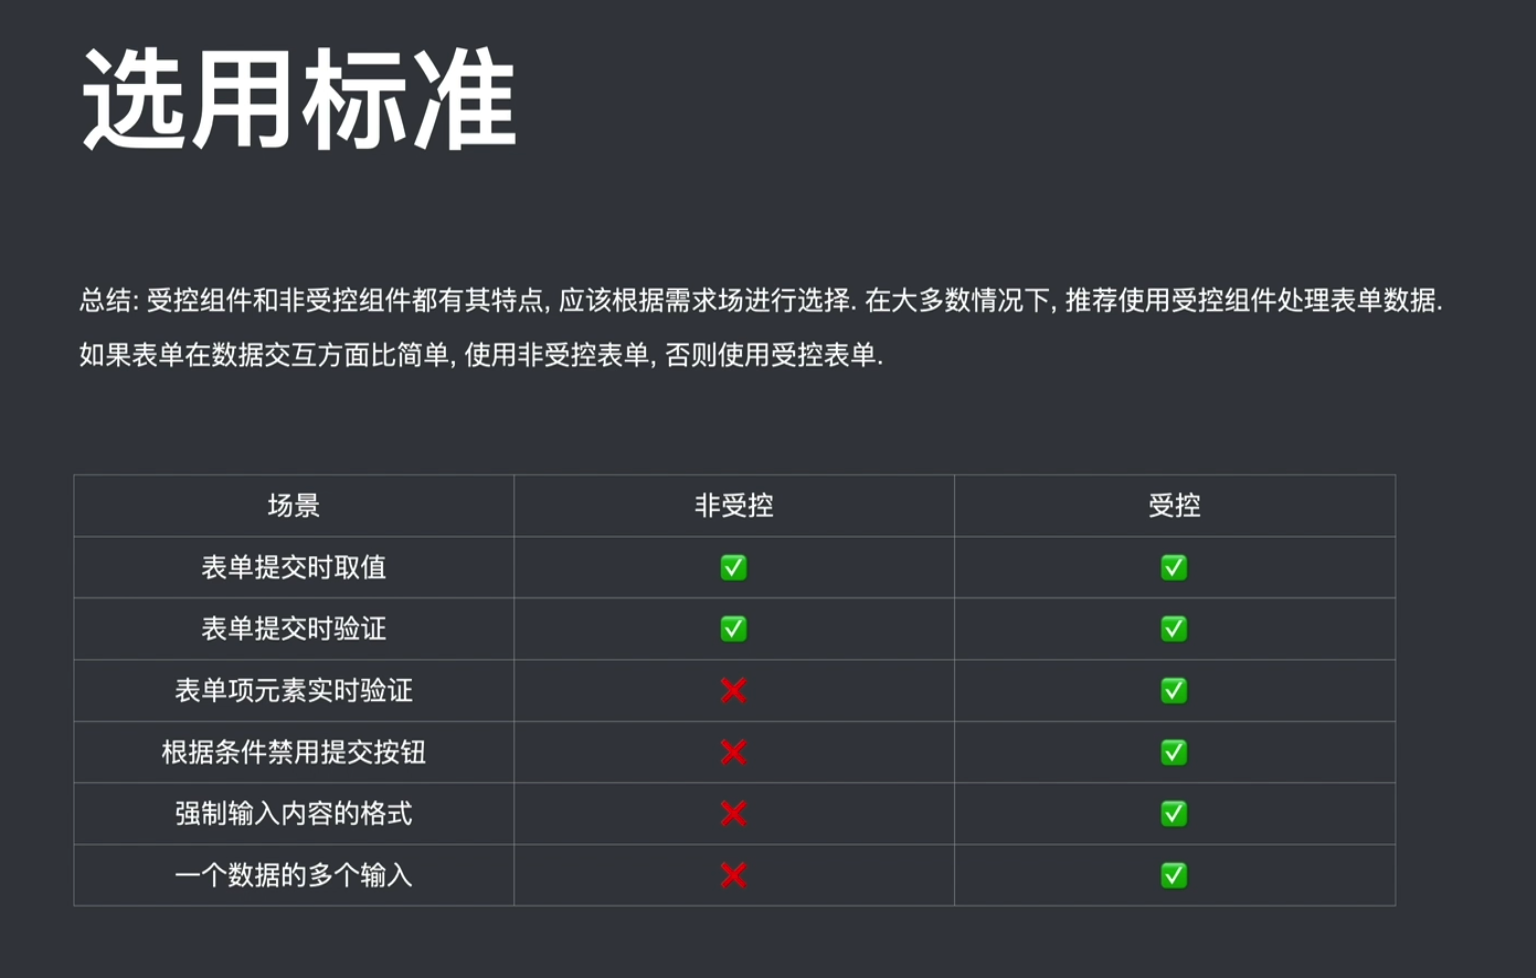 选用标准
总结: 受控组件和非受控组件都有其特点, 应该根据需求场进行选择. 在大多数情况下, 推荐使用受控组件处理表单数据.
如果表单在数据交互方面比简单, 使用非受控表单, 否则使用受控表单.
场景 非受控 受控
表单提交时取值 ✅ ✅
表单提交时验证 ✅ ✅
表单项元素实时验证 ❌ ✅
根据条件禁用提交按钮 ❌ ✅
强制输入内容的格式 ❌ ✅
一个数据的多个输入 ❌ ✅